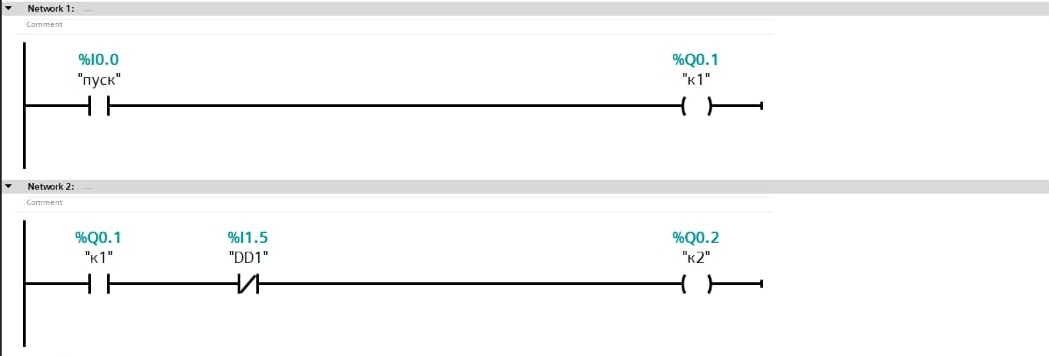 Network 1: ....
Comment
%I0.0
"пуск"
%Q0.1
"к1"
Network 2: ....
Comment
%Q0.1
"к1"
%I1.5
"DD1"
%Q0.2
"к2"